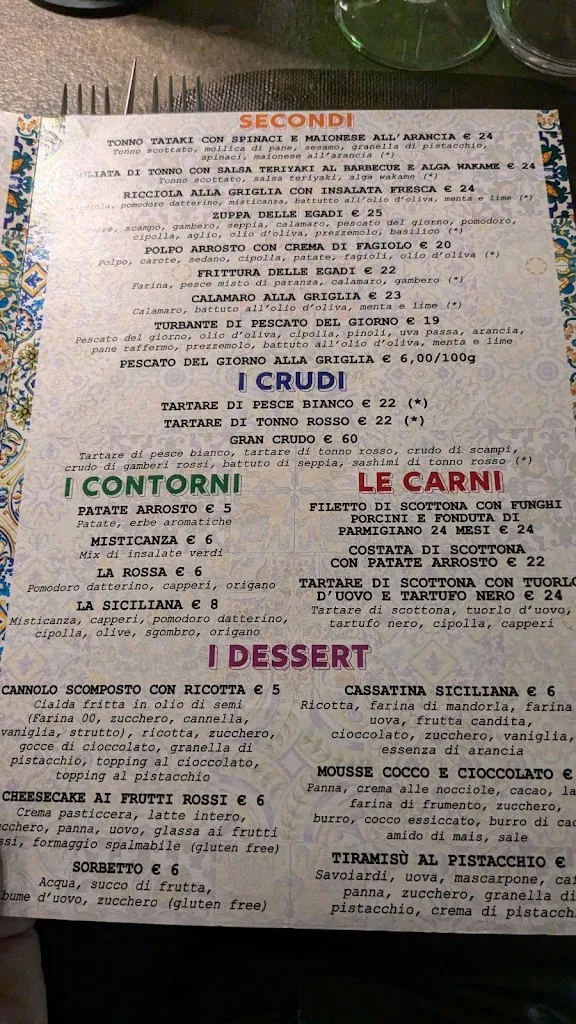 SECONDI
TONNO TATAKI CON SPINACI E MAIONESE ALL'ARANCIA € 24
Tonno scottato, mollica di pane, sesamo, granella di pistacchio,
spinaci, maionese all'arancia (*)
DI TONNO CON SALSA TERIYAKI AL BARBECUE E ALGA WAKAME € 24
Tonno scottato, salsa teriyaki, alga wakame (*)
RICCIOLA ALLA GRIGLIA CON INSALATA FRESCA € 24
pomodoro datterino, misticanza, battutto all'olio d'oliva, menta e lime (*)
ZUPPA DELLE EGADI € 25
scampo, gambero, seppia, calamaro, pescato del giorno, pomodoro,
cipolla, aglio, olio d'oliva, prezzemolo, basilico (*)
POLPO ARROSTO CON CREMA DI FAGIOLO € 20
Polpo, carote, sedano, cipolla, patate, fagioli, olio d'oliva (*)
FRITTURA DELLE EGADI € 22
Farina, pesce misto di paranza, calamaro, gambero (*)
CALAMARO ALLA GRIGLIA € 23
Calamaro, battuto all'olio d'oliva, menta e lime (*)
TURBANTE DI PESCATO DEL GIORNO € 19
Pescato del giorno, olio d'oliva, cipolla, pinoli, uva passa, arancia,
pane raffermo, prezzemolo, battuto all'olio d'oliva, menta e lime
PESCATO DEL GIORNO ALLA GRIGLIA € 6,00/100g
I CRUDI
TARTARE DI PESCE BIANCO € 22 (*)
TARTARE DI TONNO ROSSO € 22 (*)
GRAN CRUDO € 60
Tartare di pesce bianco, tartare di tonno rosso, crudo di scampi,
crudo di gamberi rossi, battuto di seppia, sashimi di tonno rosso (*)
I CONTORNI
PATATE ARROSTO € 5
Patate, erbe aromatiche
MISTICANZA € 6
Mix di insalate verdi
LA ROSSA € 6
Pomodoro datterino, capperi, origano
LA SICILIANA € 8
Misticanza, capperi, pomodoro datterino,
cipolla, olive, sgombro, origano
LE CARNI
FILETTO DI SCOTTONA CON FUNGHI
PORCINI E FONDUTA DI
PARMIGIANO 24 MESI € 24
COSTATA DI SCOTTONA
CON PATATE ARROSTO € 22
TARTARE DI SCOTTONA CON TUORLO
D'UOVO E TARTUFO NERO € 24
Tartare di scottona, tuorlo d'uovo,
tartufo nero, cipolla, capperi
I DESSERT
CANNOLO SCOMPOSTO CON RICOTTA € 5
Cialda fritta in olio di semi
(Farina 00, zucchero, cannella,
vaniglia, strutto), ricotta, zucchero,
gocce di cioccolato, granella di
pistacchio, topping al cioccolato,
topping al pistacchio
CHEESECAKE AI FRUTTI ROSSI € 6
Crema pasticcera, latte intero,
zucchero, panna, uovo, glassa ai frutti
rossi, formaggio spalmabile (gluten free)
SORBETTO € 6
Acqua, succo di frutta,
albume d'uovo, zucchero (gluten free)
CASSATINA SICILIANA € 6
Ricotta, farina di mandorla, farina
uova, frutta candita,
cioccolato, zucchero, vaniglia,
essenza di arancia
MOUSSE COCCO E CIOCCOLATO €
Panna, crema alle nocciole, cacao,
farina di frumento, zucchero,
burro, cocco essiccato, burro di
amido di mais, sale
TIRAMISÙ AL PISTACCHIO €
Savoiardi, uova, mascarpone,
panna, zucchero, granella di
pistacchio, crema di pistacch